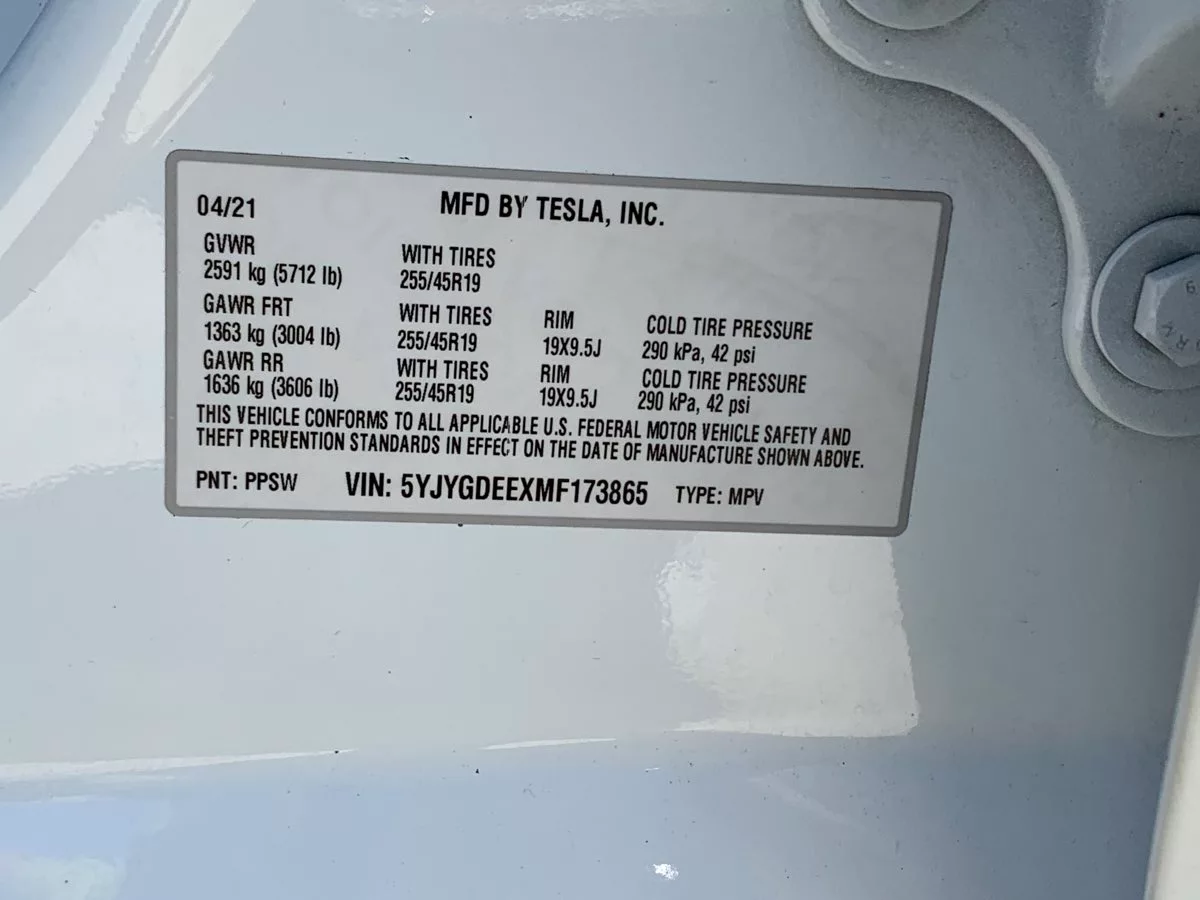 04/21 MFD BY TESLA, INC.
GVWR WITH TIRES
2591 kg (5712 lb) 255/45R19
GAWR FRT WITH TIRES RIM COLD TIRE PRESSURE
1363 kg (3004 lb) 255/45R19 19X9.5J 290 kPa, 42 psi
GAWR RR WITH TIRES RIM COLD TIRE PRESSURE
1636 kg (3606 lb) 255/45R19 19X9.5J 290 kPa, 42 psi
THIS VEHICLE CONFORMS TO ALL APPLICABLE U.S. FEDERAL MOTOR VEHICLE SAFETY AND
THEFT PREVENTION STANDARDS IN EFFECT ON THE DATE OF MANUFACTURE SHOWN ABOVE.
PNT: PPSW VIN: 5YJYGDEEXMF173865 TYPE: MPV